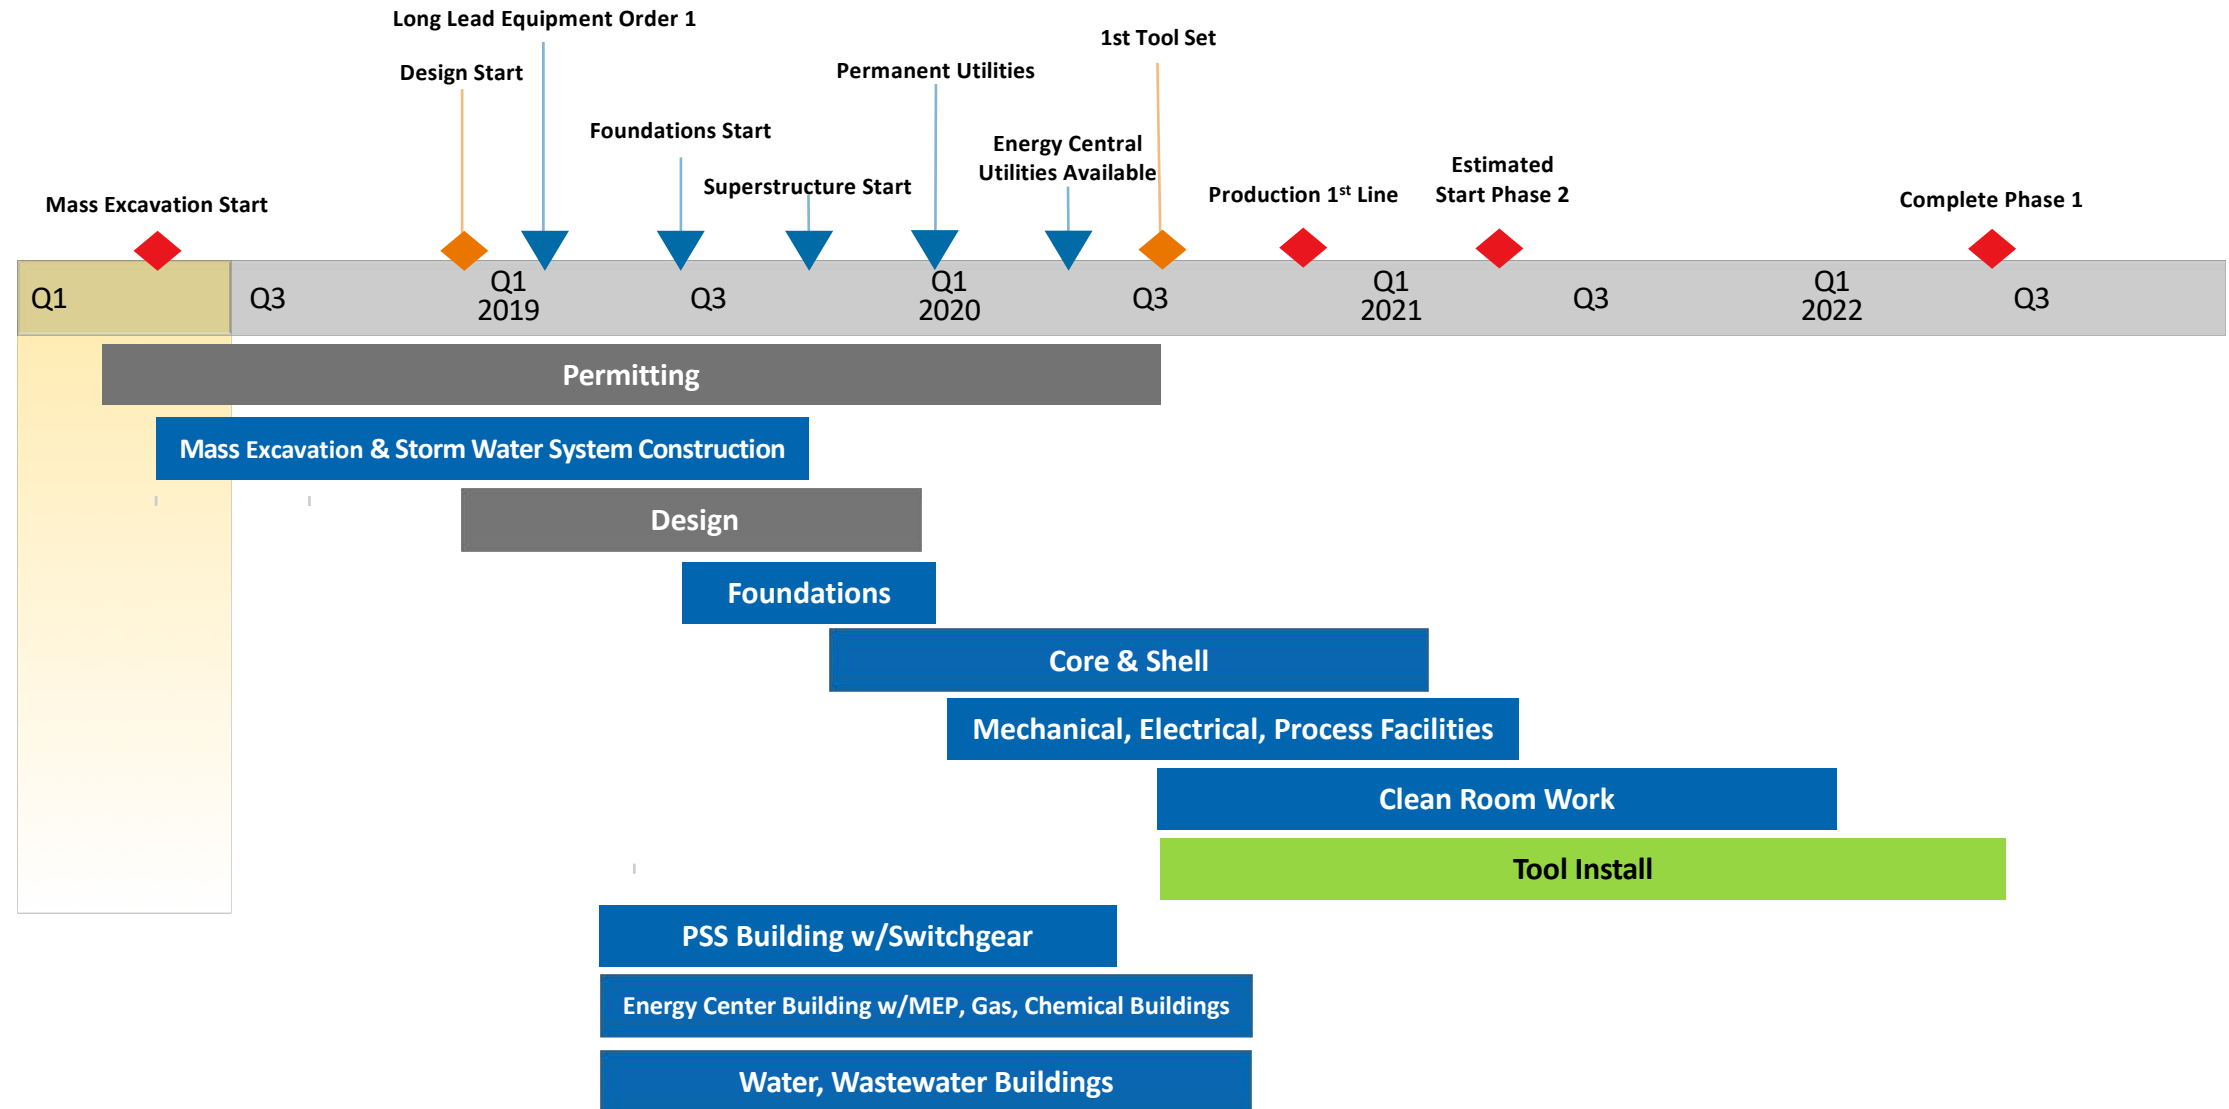 Long Lead Equipment Order 1
Design Start
1st Tool Set
Permanent Utilities
Foundations Start
Energy Central
Utilities Available
Superstructure Start
Estimated
Start Phase 2
Production 1st Line
Complete Phase 1
Mass Excavation Start
Q1
Q3
Q1
2019
Q3
Q1
2020
Q3
Q1
2021
Q3
Q1
2022
Q3
Permitting
Mass Excavation & Storm Water System Construction
Design
Foundations
Core & Shell
Mechanical, Electrical, Process Facilities
Clean Room Work
Tool Install
PSS Building w/Switchgear
Energy Center Building w/MEP, Gas, Chemical Buildings
Water, Wastewater Buildings